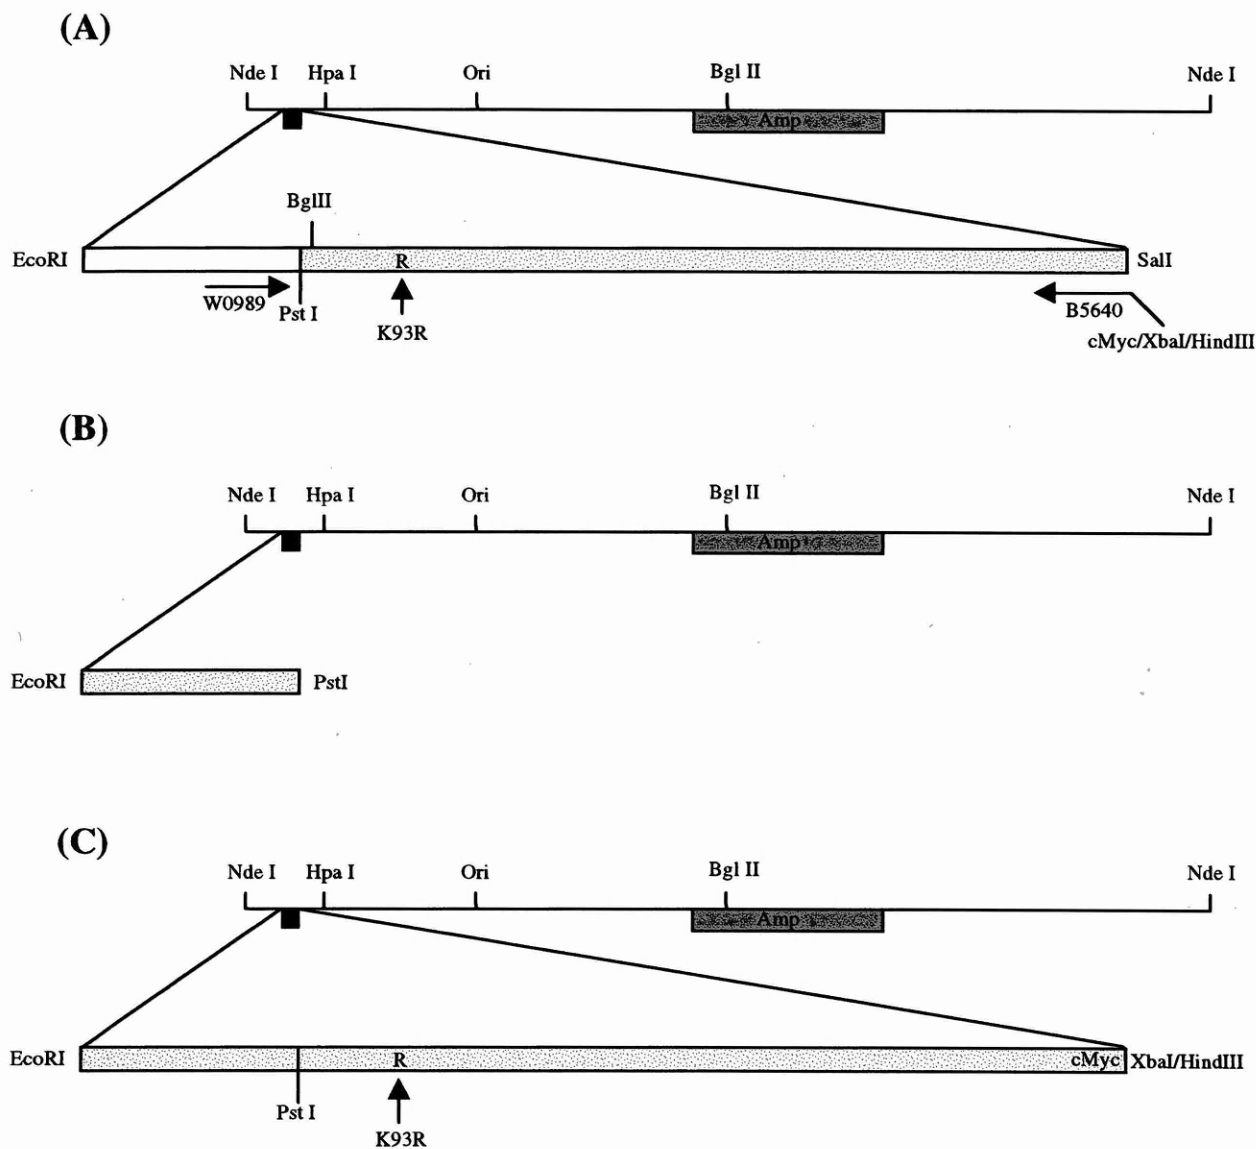 (A)
Nde I Hpa I Ori Bgl II Nde I
Amp
BglII
EcoRI R SalI
W0989 Pst I K93R B5640
cMyc/XbaI/HindIII
(B)
Nde I Hpa I Ori Bgl II Nde I
Amp
EcoRI PstI
(C)
Nde I Hpa I Ori Bgl II Nde I
Amp
EcoRI R cMyc XbaI/HindIII
Pst I
K93R